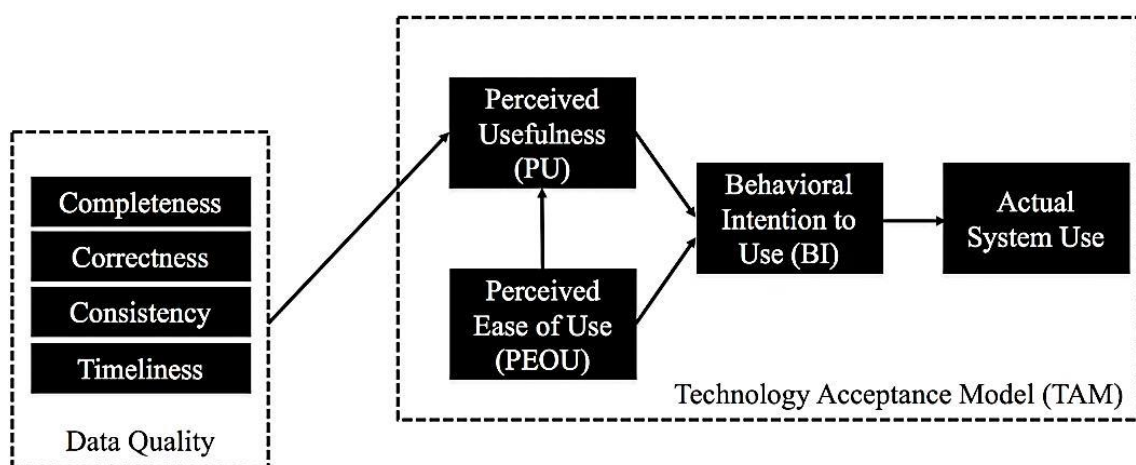 Completeness
Correctness
Consistency
Timeliness
Data Quality
Perceived
Usefulness
(PU)
Perceived
Ease of Use
(PEOU)
Behavioral
Intention to
Use (BI)
Actual
System Use
Technology Acceptance Model (TAM)